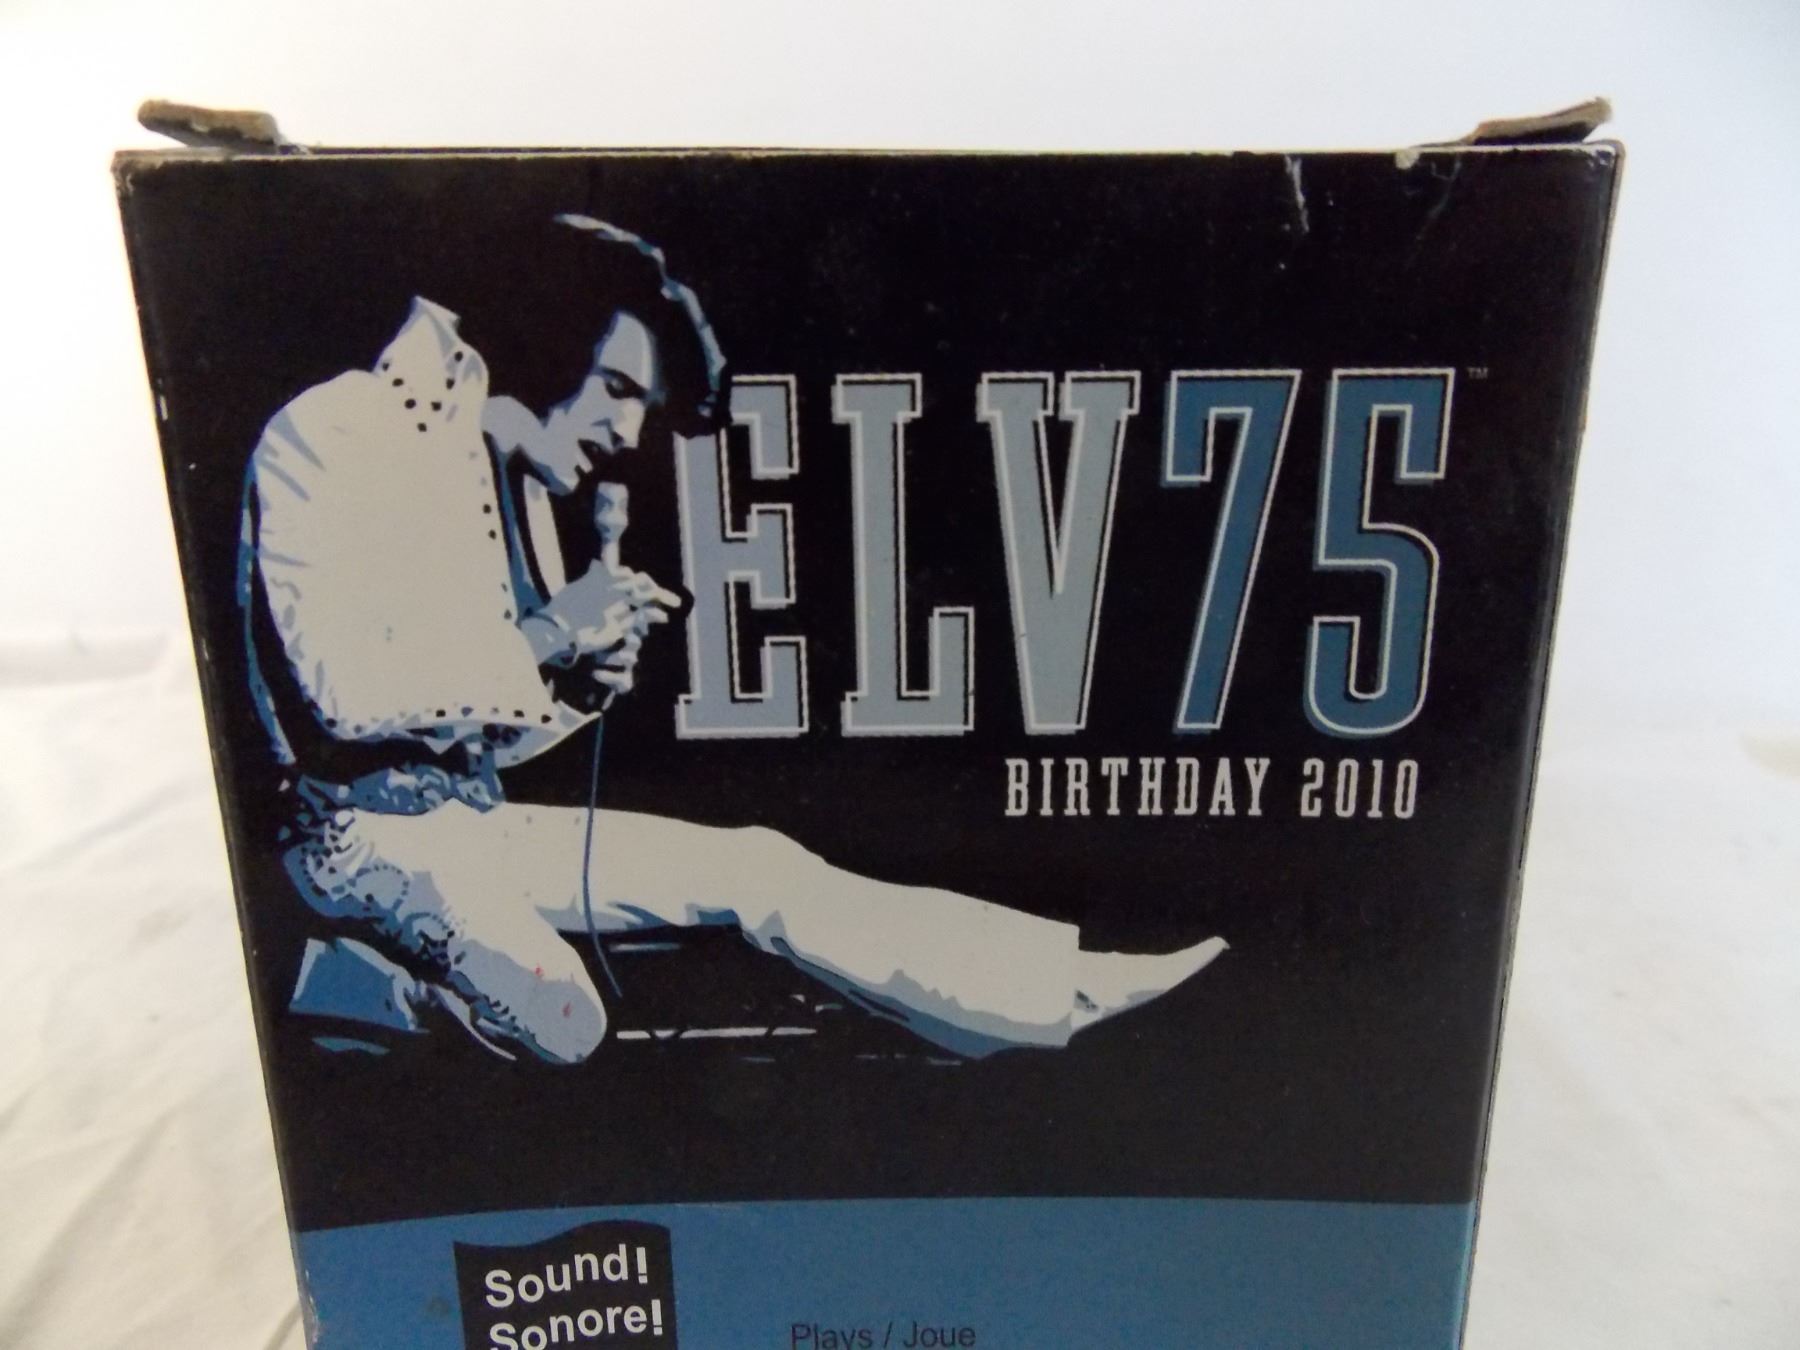 ELV75™
BIRTHDAY 2010
Sound!
Sonore!
Plays / Joue